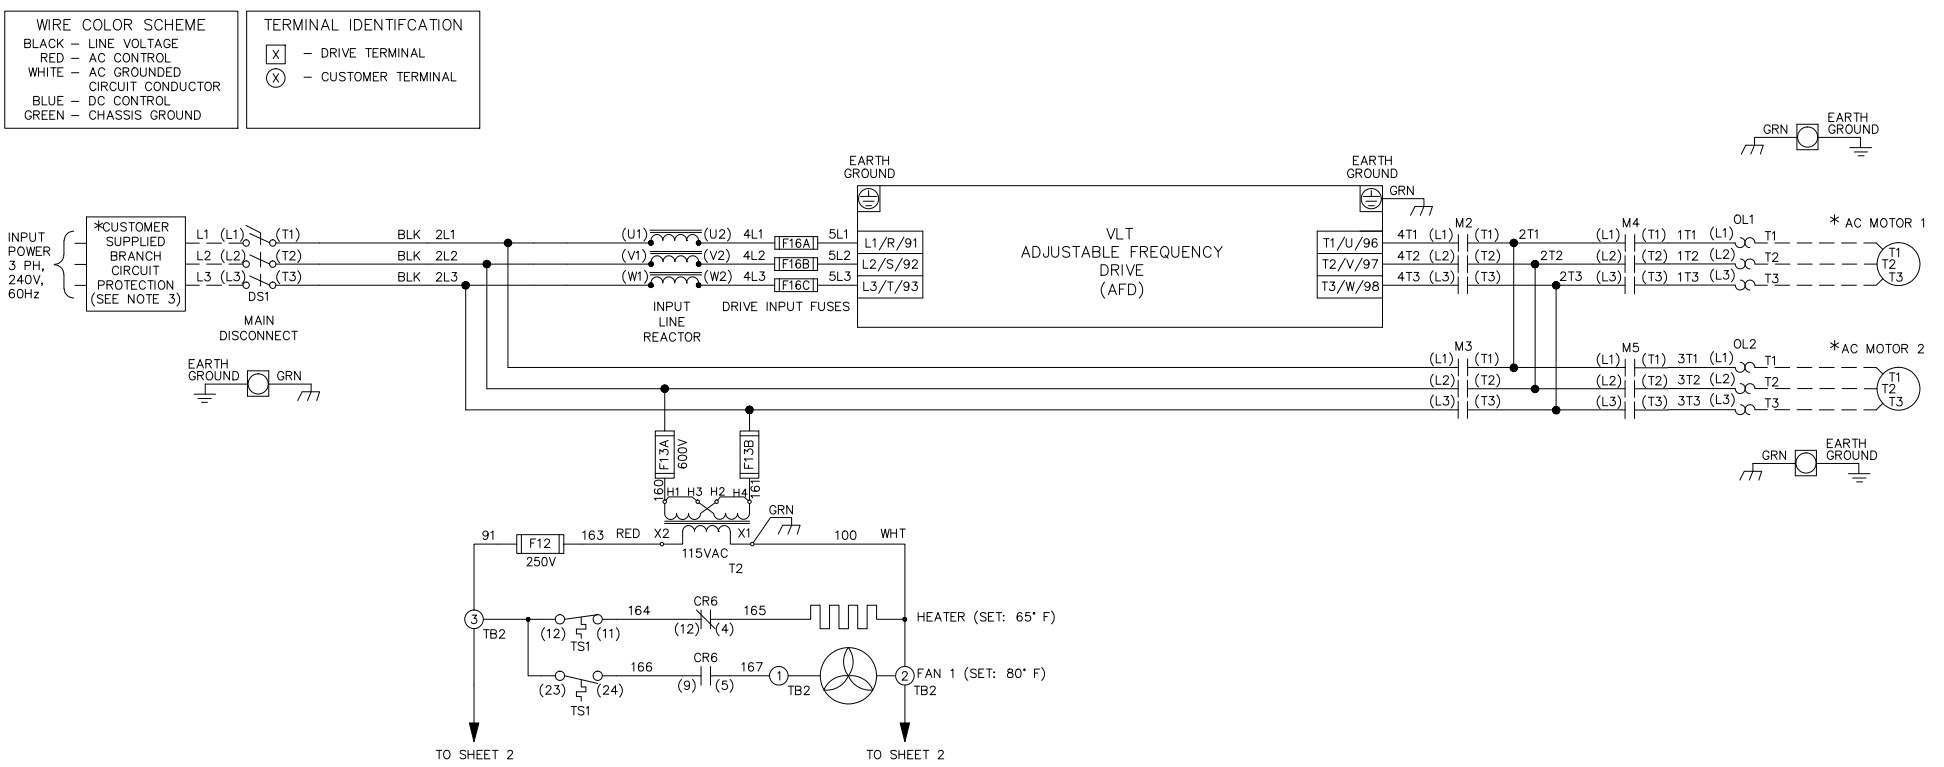 WIRE COLOR SCHEME
BLACK – LINE VOLTAGE
RED – AC CONTROL
WHITE – AC GROUNDED
CIRCUIT CONDUCTOR
BLUE – DC CONTROL
GREEN – CHASSIS GROUND
TERMINAL IDENTIFCATION
X – DRIVE TERMINAL
X – CUSTOMER TERMINAL
GRN
EARTH
GROUND
EARTH
GROUND
EARTH
GROUND
GRN
INPUT
POWER
3 PH,
240V,
60Hz
*CUSTOMER
SUPPLIED
BRANCH
CIRCUIT
PROTECTION
(SEE NOTE 3)
L1 (L1) (T1) BLK 2L1 (U1) (U2) 4L1 F16A 5L1 L1/R/91
L2 (L2) (T2) BLK 2L2 (V1) (V2) 4L2 F16B 5L2 L2/S/92
L3 (L3) (T3) BLK 2L3 (W1) (W2) 4L3 F16C 5L3 L3/T/93
DS1
MAIN
DISCONNECT
INPUT
LINE
REACTOR
DRIVE INPUT FUSES
VLT
ADJUSTABLE FREQUENCY
DRIVE
(AFD)
M2 M4 OL1 * AC MOTOR 1
T1/U/96 4T1 (L1) (T1) 2T1 (L1) (T1) 1T1 (L1) T1 T1
T2/V/97 4T2 (L2) (T2) 2T2 (L2) (T2) 1T2 (L2) T2 T2
T3/W/98 4T3 (L3) (T3) 2T3 (L3) (T3) 1T3 (L3) T3 T3
EARTH
GROUND GRN
M3 M5 OL2 *AC MOTOR 2
(L1) (T1) (L1) (T1) 3T1 (L1) T1 T1
(L2) (T2) (L2) (T2) 3T2 (L2) T2 T2
(L3) (T3) (L3) (T3) 3T3 (L3) T3 T3
GRN
EARTH
GROUND
F13A
600V
F13B
160
161
H1 H3 H2 H4
GRN
91 F12 163 RED X2 X1 100 WHT
250V
115VAC
T2
3
TB2
(12) (11) 164 CR6 (12) (4) 165 HEATER (SET: 65° F)
TS1
(23) (24) 166 CR6 (9) (5) 167 1 TB2 2 TB2 FAN 1 (SET: 80° F)
TS1
TO SHEET 2
TO SHEET 2